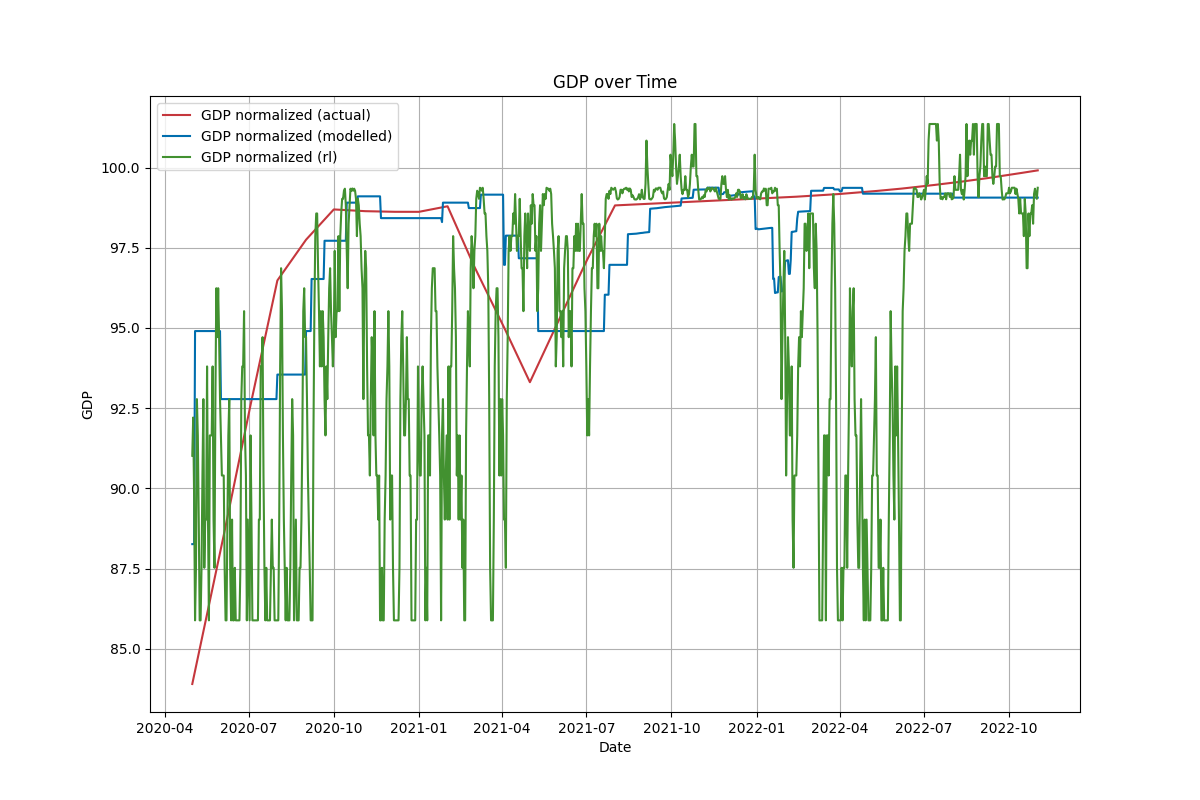 GDP over Time
GDP normalized (actual)
GDP normalized (modelled)
GDP normalized (rl)
GDP
100.0
97.5
95.0
92.5
90.0
87.5
85.0
2020-04 2020-07 2020-10 2021-01 2021-04 2021-07 2021-10 2022-01 2022-04 2022-07 2022-10
Date